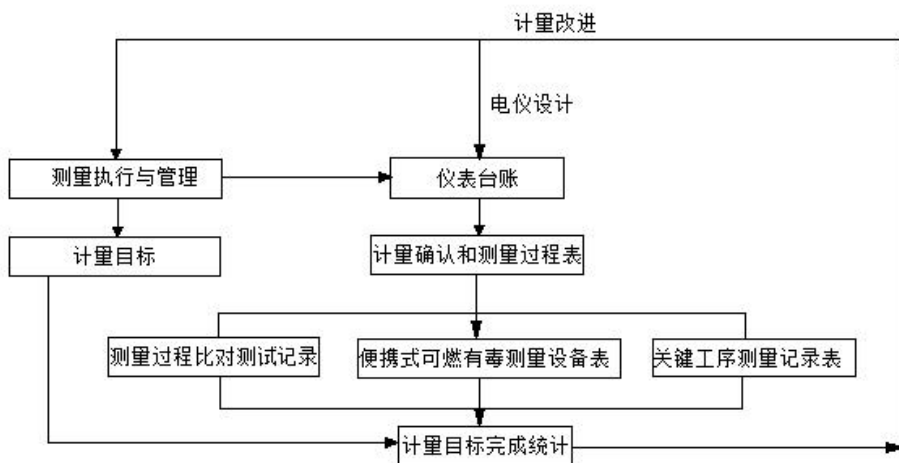 计量改进
电仪设计
测量执行与管理
仪表台账
计量目标
计量确认和测量过程表
测量过程比对测试记录
便携式可燃有毒测量设备表
关键工序测量记录表
计量目标完成统计